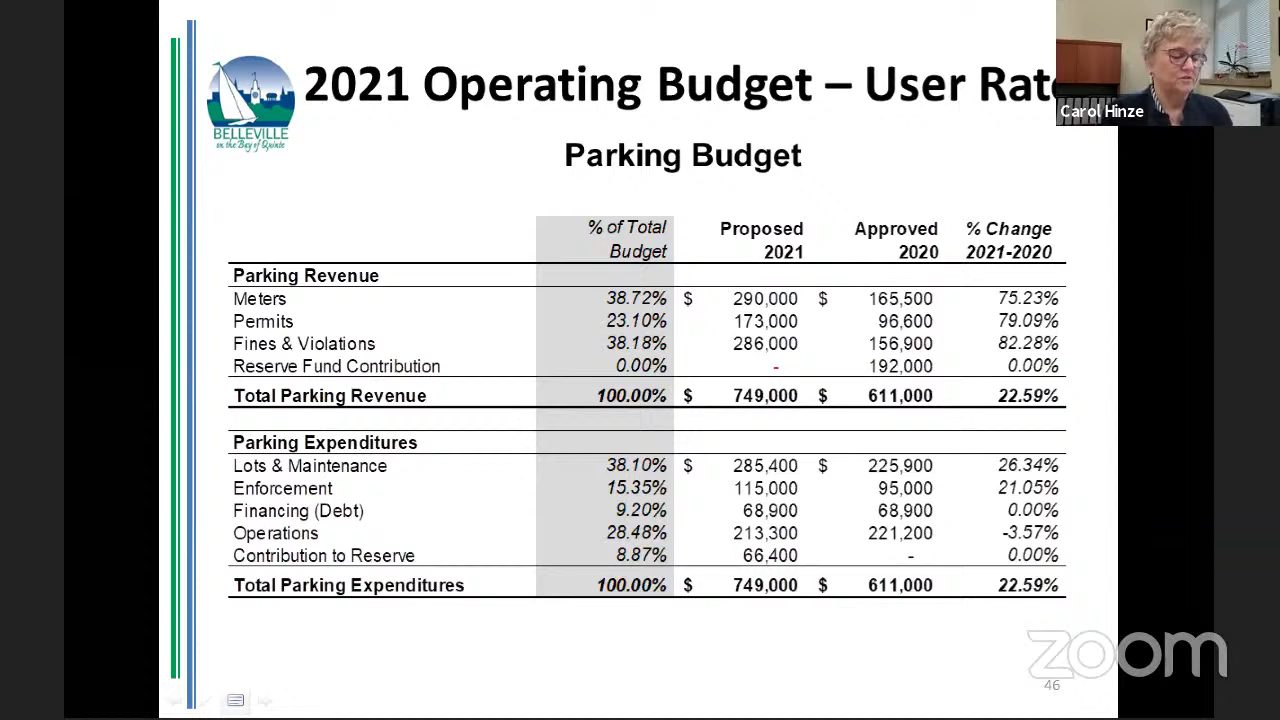 2021 Operating Budget – User Rate
Carol Hinze
BELLEVILLE
on the Bay of Quinte
Parking Budget
% of Total Budget Proposed 2021 Approved 2020 % Change 2021-2020
Parking Revenue
Meters 38.72% $ 290,000 $ 165,500 75.23%
Permits 23.10% 173,000 96,600 79.09%
Fines & Violations 38.18% 286,000 156,900 82.28%
Reserve Fund Contribution 0.00% - 192,000 0.00%
Total Parking Revenue 100.00% $ 749,000 $ 611,000 22.59%
Parking Expenditures
Lots & Maintenance 38.10% $ 285,400 $ 225,900 26.34%
Enforcement 15.35% 115,000 95,000 21.05%
Financing (Debt) 9.20% 68,900 68,900 0.00%
Operations 28.48% 213,300 221,200 -3.57%
Contribution to Reserve 8.87% 66,400 - 0.00%
Total Parking Expenditures 100.00% $ 749,000 $ 611,000 22.59%
zoom
46